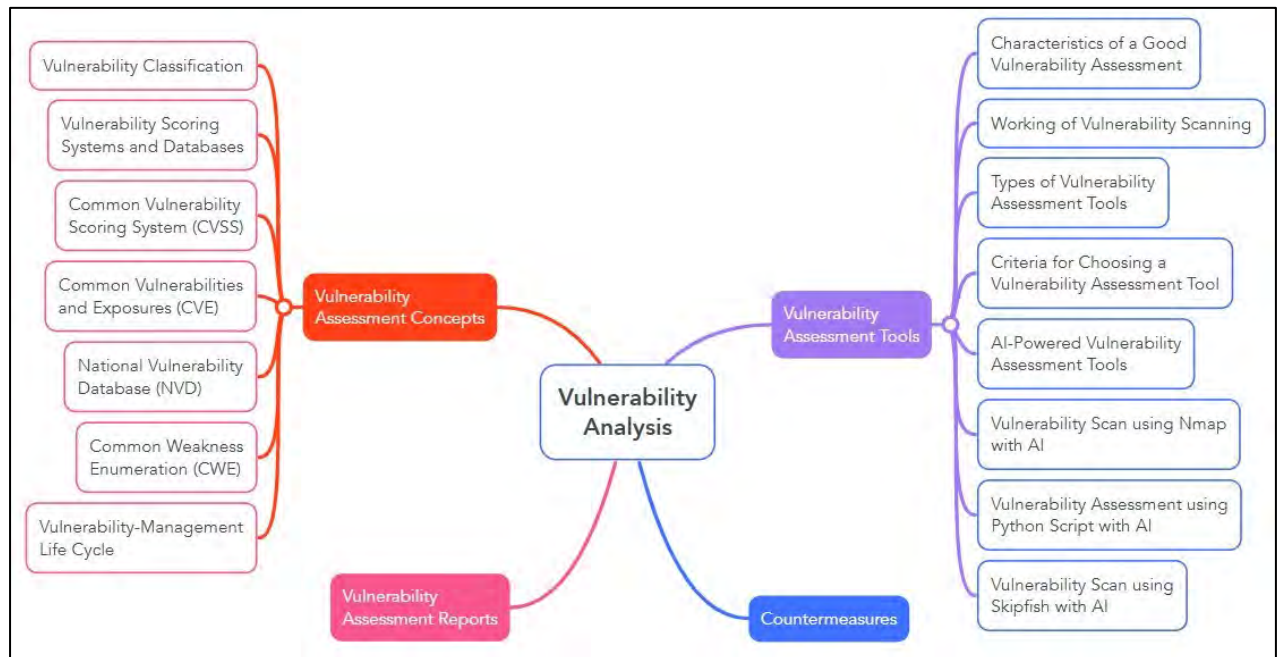 Vulnerability
Analysis
Vulnerability
Assessment Concepts
Vulnerability Classification
Vulnerability Scoring
Systems and Databases
Common Vulnerability
Scoring System (CVSS)
Common Vulnerabilities
and Exposures (CVE)
National Vulnerability
Database (NVD)
Common Weakness
Enumeration (CWE)
Vulnerability-Management
Life Cycle
Vulnerability
Assessment Tools
Characteristics of a Good
Vulnerability Assessment
Working of Vulnerability Scanning
Types of Vulnerability
Assessment Tools
Criteria for Choosing a
Vulnerability Assessment Tool
AI-Powered Vulnerability
Assessment Tools
Vulnerability Scan using Nmap
with AI
Vulnerability Assessment using
Python Script with AI
Vulnerability Scan using
Skipfish with AI
Vulnerability
Assessment Reports
Countermeasures